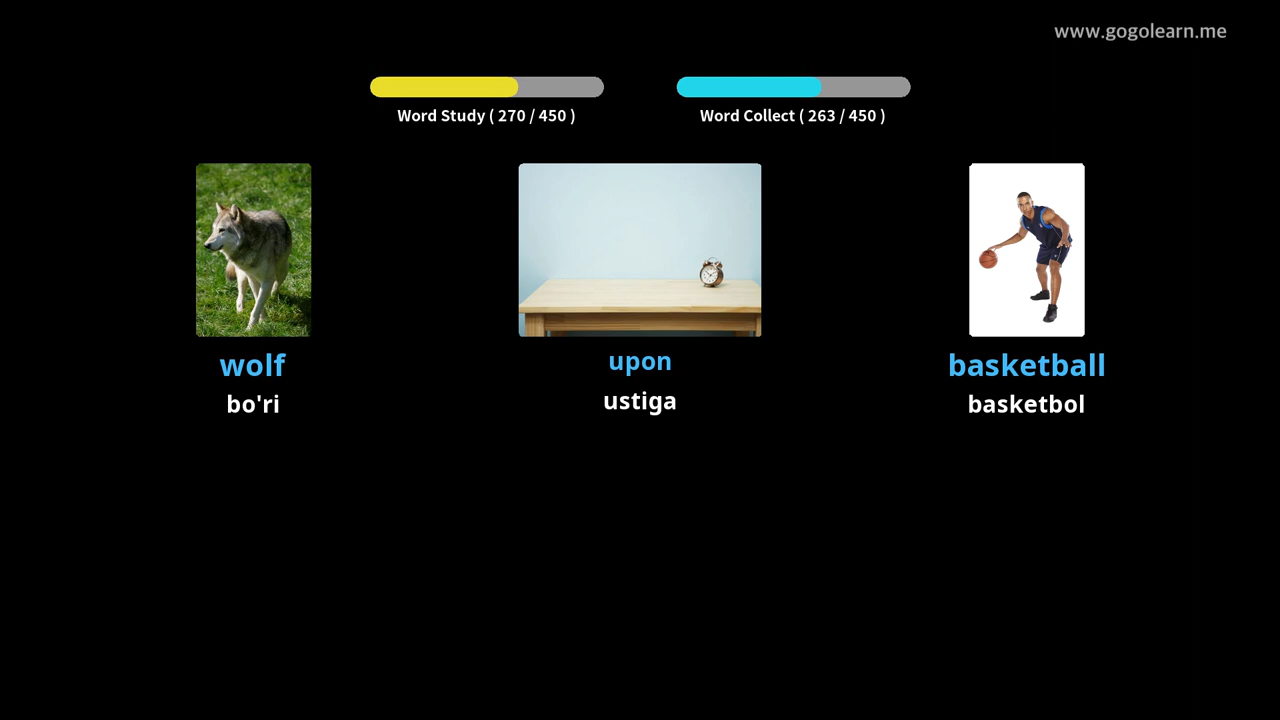 www.gogolearn.me
Word Study ( 270 / 450 )
Word Collect ( 263 / 450 )
wolf
bo'ri
upon
ustiga
basketball
basketbol